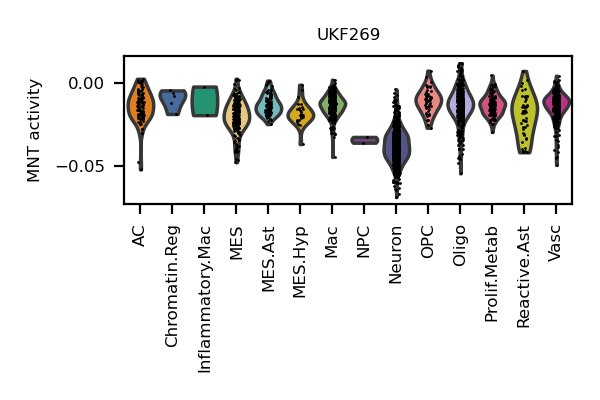 UKF269
MNT activity
0.00
−0.05
AC
Chromatin.Reg
Inflammatory.Mac
MES
MES.Ast
MES.Hyp
Mac
NPC
Neuron
OPC
Oligo
Prolif.Metab
Reactive.Ast
Vasc